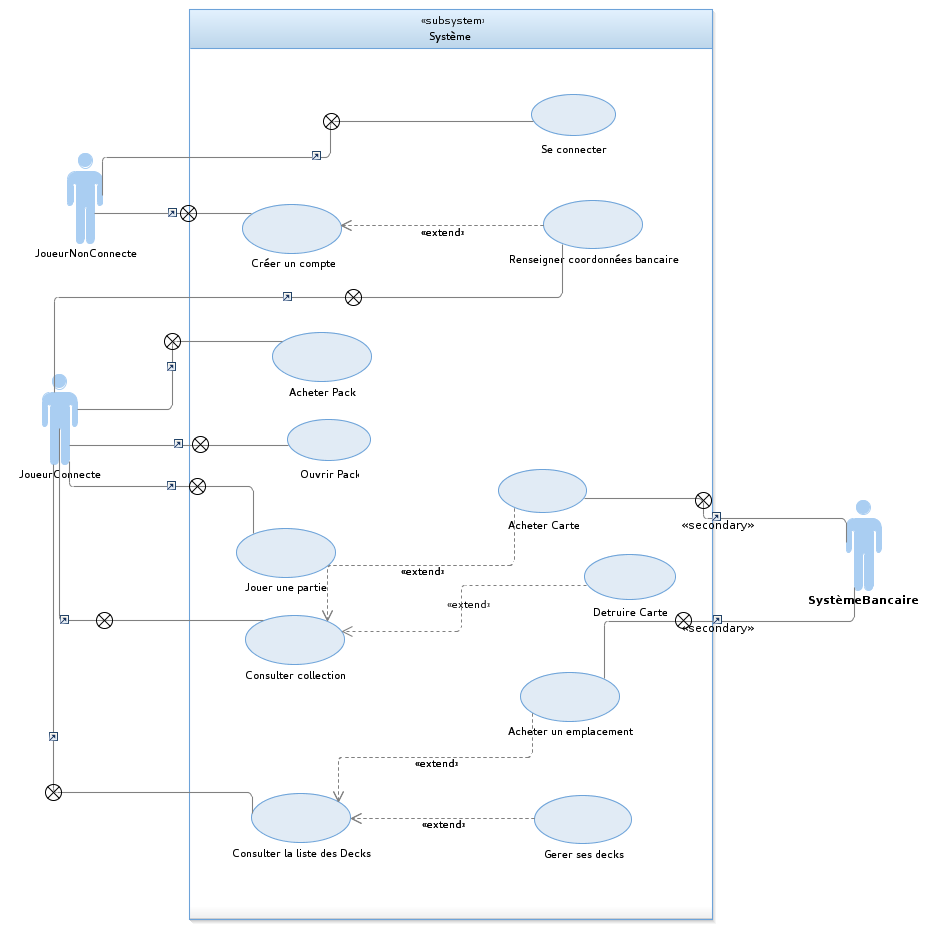 «subsystem»
Système
Se connecter
JoueurNonConnecte
Créer un compte
«extend»
Renseigner coordonnées bancaire
Acheter Pack
JoueurConnecte
Ouvrir Pack
Acheter Carte
«secondary»
Jouer une partie
«extend»
Detruire Carte
«extend»
SystèmeBancaire
«secondary»
Consulter collection
Acheter un emplacement
«extend»
Consulter la liste des Decks
«extend»
Gerer ses decks